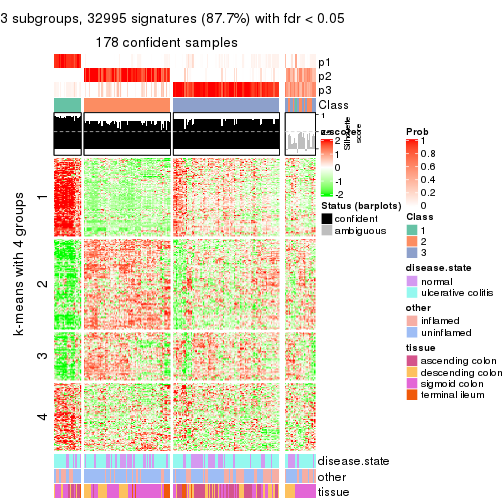 3 subgroups, 32995 signatures (87.7%) with fdr < 0.05
178 confident samples
p1
p2
p3
Class
1
Silhouette
score
z-score
2
1
0
-1
-2
Prob
1
0.8
0.6
0.4
0.2
0
Status (barplots)
confident
ambiguous
Class
1
2
3
disease.state
normal
ulcerative colitis
other
inflamed
uninflamed
tissue
ascending colon
descending colon
sigmoid colon
terminal ileum
k-means with 4 groups
1
2
3
4
disease.state
other
tissue